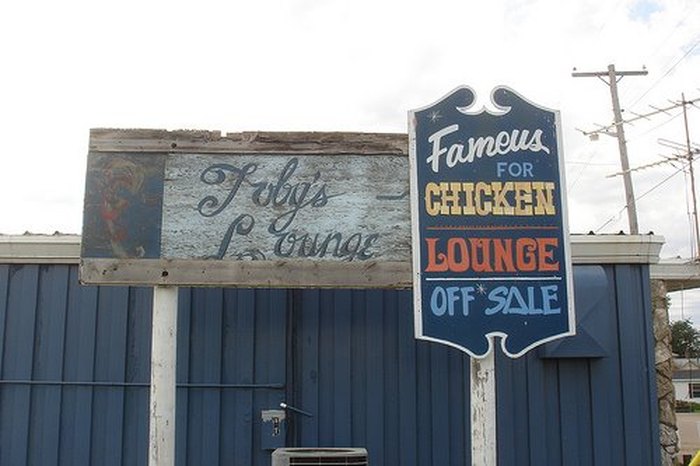 Toby's
Lounge
Famous
FOR
CHICKEN
LOUNGE
OFF SALE